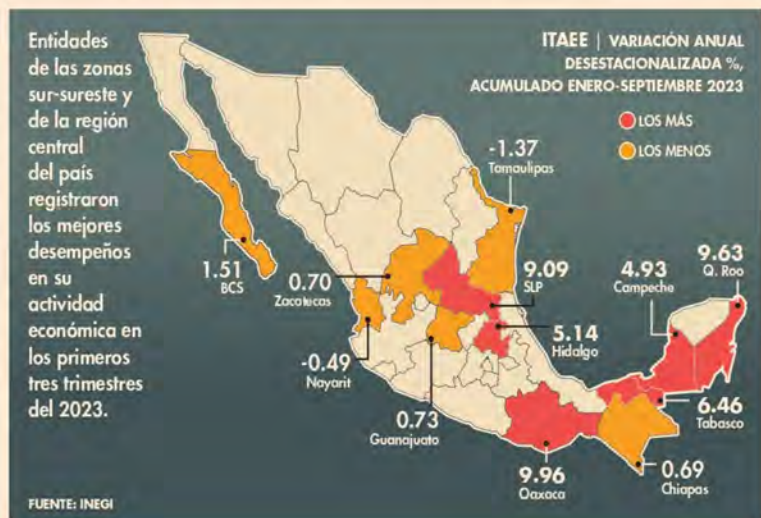 Entidades
de las zonas
sur-sureste y
de la región
central
del país
registraron
los mejores
desempeños
en su
actividad
económica en
los primeros
tres trimestres
del 2023.
ITAEE | VARIACIÓN ANUAL
DESESTACIONALIZADA %,
ACUMULADO ENERO-SEPTIEMBRE 2023
LOS MÁS
LOS MENOS
-1.37
Tamaulipas
1.51
BCS
0.70
Zacatecas
9.09
SLP
4.93
Campeche
9.63
Q. Roo
-0.49
Nayarit
5.14
Hidalgo
0.73
Guanajuato
6.46
Tabasco
9.96
Oaxaca
0.69
Chiapas
FUENTE: INEGI